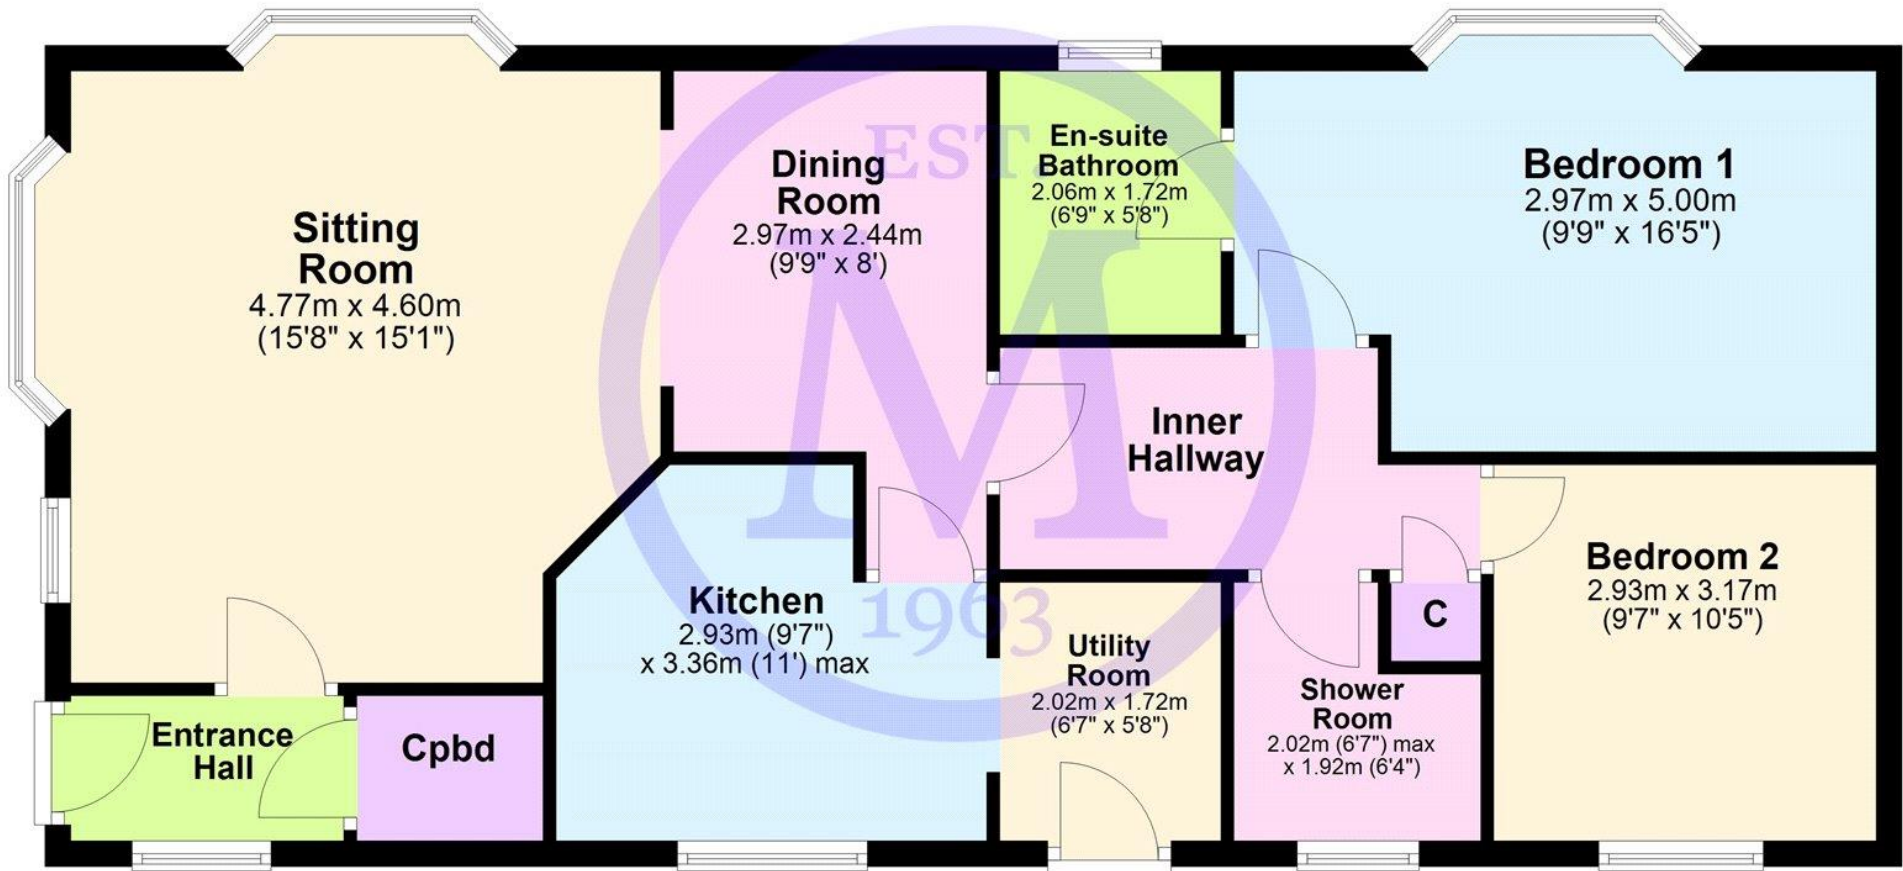 EST.
1963
M
Sitting
Room
4.77m x 4.60m
(15'8" x 15'1")
Dining
Room
2.97m x 2.44m
(9'9" x 8')
En-suite
Bathroom
2.06m x 1.72m
(6'9" x 5'8")
Bedroom 1
2.97m x 5.00m
(9'9" x 16'5")
Inner
Hallway
Kitchen
2.93m (9'7")
x 3.36m (11') max
Utility
Room
2.02m x 1.72m
(6'7" x 5'8")
Shower
Room
2.02m (6'7") max
x 1.92m (6'4")
C
Bedroom 2
2.93m x 3.17m
(9'7" x 10'5")
Entrance
Hall
Cpbd